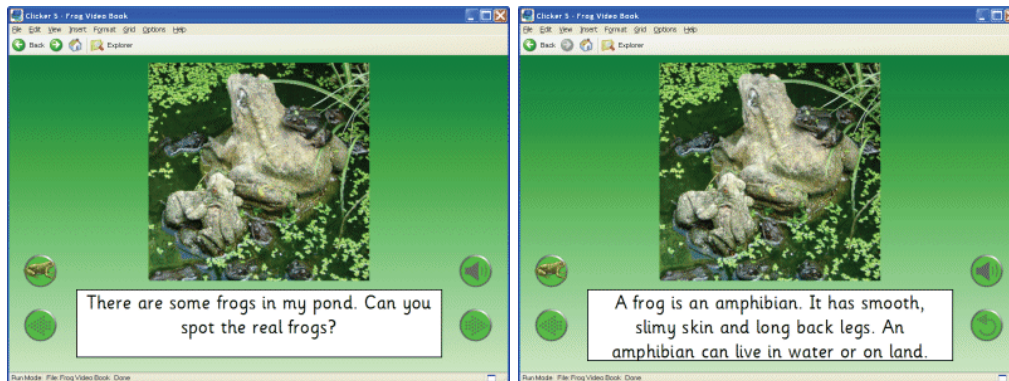 Clicker 5 - Frog Video Book
File Edit View Insert Format Grid Options Help
Back Explorer
There are some frogs in my pond. Can you
spot the real frogs?
Run Mode File: Frog Video Book Done
Clicker 5 - Frog Video Book
File Edit View Insert Format Grid Options Help
Back Explorer
A frog is an amphibian. It has smooth,
slimy skin and long back legs. An
amphibian can live in water or on land.
Run Mode File: Frog Video Book Done